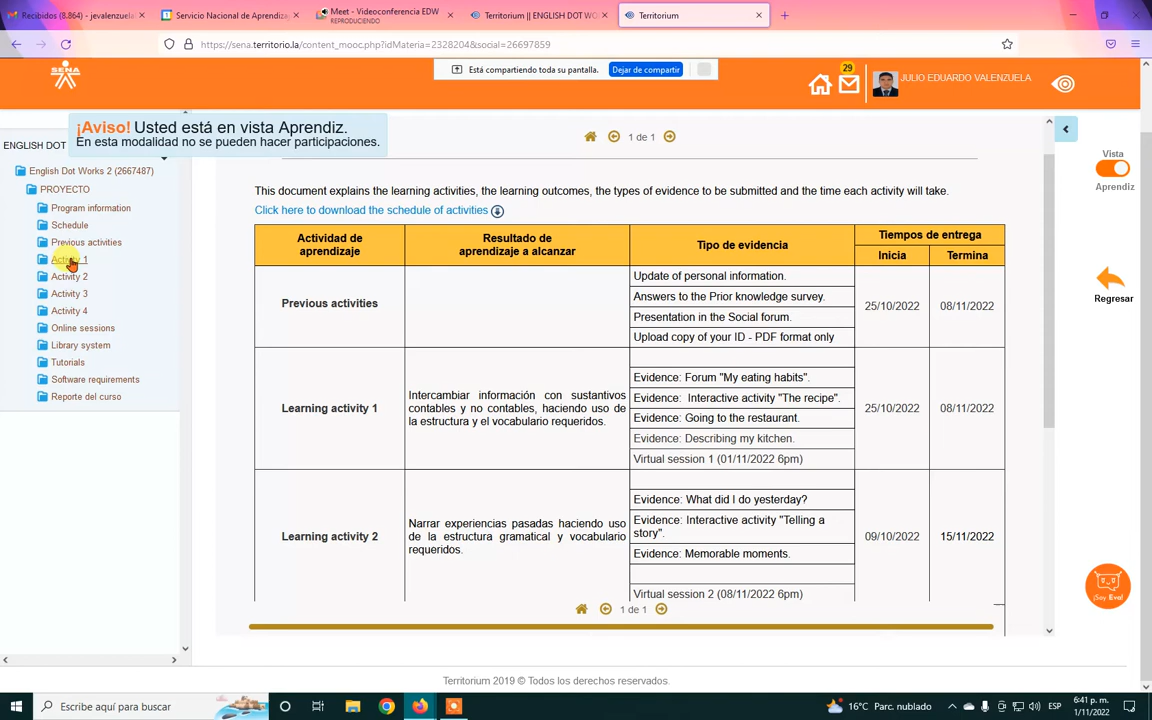 Recibidos (8.864) - jevalenzuela
Servicio Nacional de Aprendizaj
Meet - Videoconferencia EDW
REPRODUCIENDO
Territorium || ENGLISH DOT WO
Territorium
https://sena.territorio.la/content_mooc.php?idMateria=2328204&social=26697859
Está compartiendo toda su pantalla.
Dejar de compartir
SENA
29
JULIO EDUARDO VALENZUELA
¡Aviso! Usted está en vista Aprendiz.
En esta modalidad no se pueden hacer participaciones.
ENGLISH DOT
English Dot Works 2 (2667487)
PROYECTO
Program information
Schedule
Previous activities
Activity 1
Activity 2
Activity 3
Activity 4
Online sessions
Library system
Tutorials
Software requirements
Reporte del curso
1 de 1
This document explains the learning activities, the learning outcomes, the types of evidence to be submitted and the time each activity will take.
Click here to download the schedule of activities
Actividad de aprendizaje
Resultado de aprendizaje a alcanzar
Tipo de evidencia
Tiempos de entrega
Inicia
Termina
Previous activities
Update of personal information.
Answers to the Prior knowledge survey.
Presentation in the Social forum.
Upload copy of your ID - PDF format only
25/10/2022
08/11/2022
Learning activity 1
Intercambiar información con sustantivos
contables y no contables, haciendo uso de
la estructura y el vocabulario requeridos.
Evidence: Forum "My eating habits".
Evidence: Interactive activity "The recipe".
Evidence: Going to the restaurant.
Evidence: Describing my kitchen.
Virtual session 1 (01/11/2022 6pm)
25/10/2022
08/11/2022
Learning activity 2
Narrar experiencias pasadas haciendo uso
de la estructura gramatical y vocabulario
requeridos.
Evidence: What did I do yesterday?
Evidence: Interactive activity "Telling a
story".
Evidence: Memorable moments.
Virtual session 2 (08/11/2022 6pm)
09/10/2022
15/11/2022
1 de 1
Vista
Aprendiz
Regresar
¡Soy Eva!
Territorium 2019 © Todos los derechos reservados.
Escribe aquí para buscar
16°C Parc. nublado
ESP
6:41 p. m.
1/11/2022